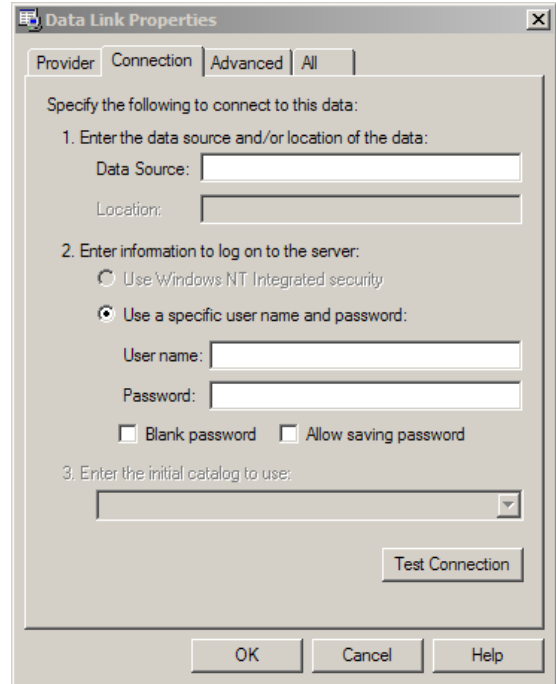 Data Link Properties
Provider Connection Advanced All
Specify the following to connect to this data:
1. Enter the data source and/or location of the data:
Data Source:
Location:
2. Enter information to log on to the server:
Use Windows NT Integrated security
Use a specific user name and password:
User name:
Password:
Blank password Allow saving password
3. Enter the initial catalog to use:
Test Connection
OK Cancel Help